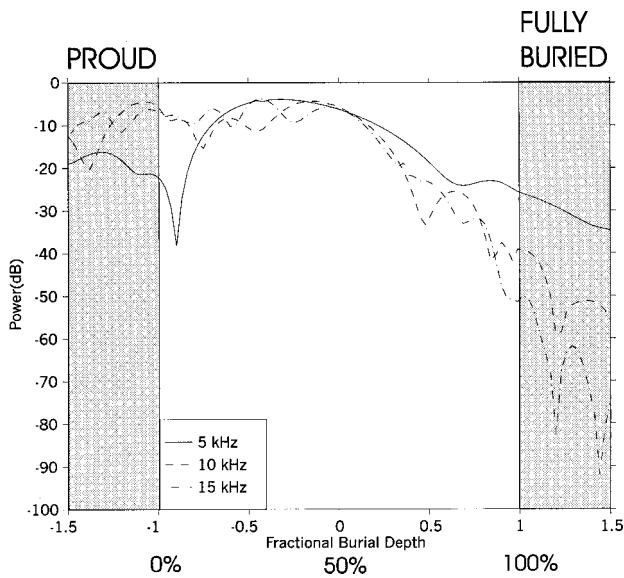 PROUD
FULLY
BURIED
0
-10
-20
-30
-40
-50
-60
-70
-80
-90
-100
Power(dB)
5 kHz
10 kHz
15 kHz
-1.5
-1
-0.5
0
0.5
1
1.5
Fractional Burial Depth
0%
50%
100%